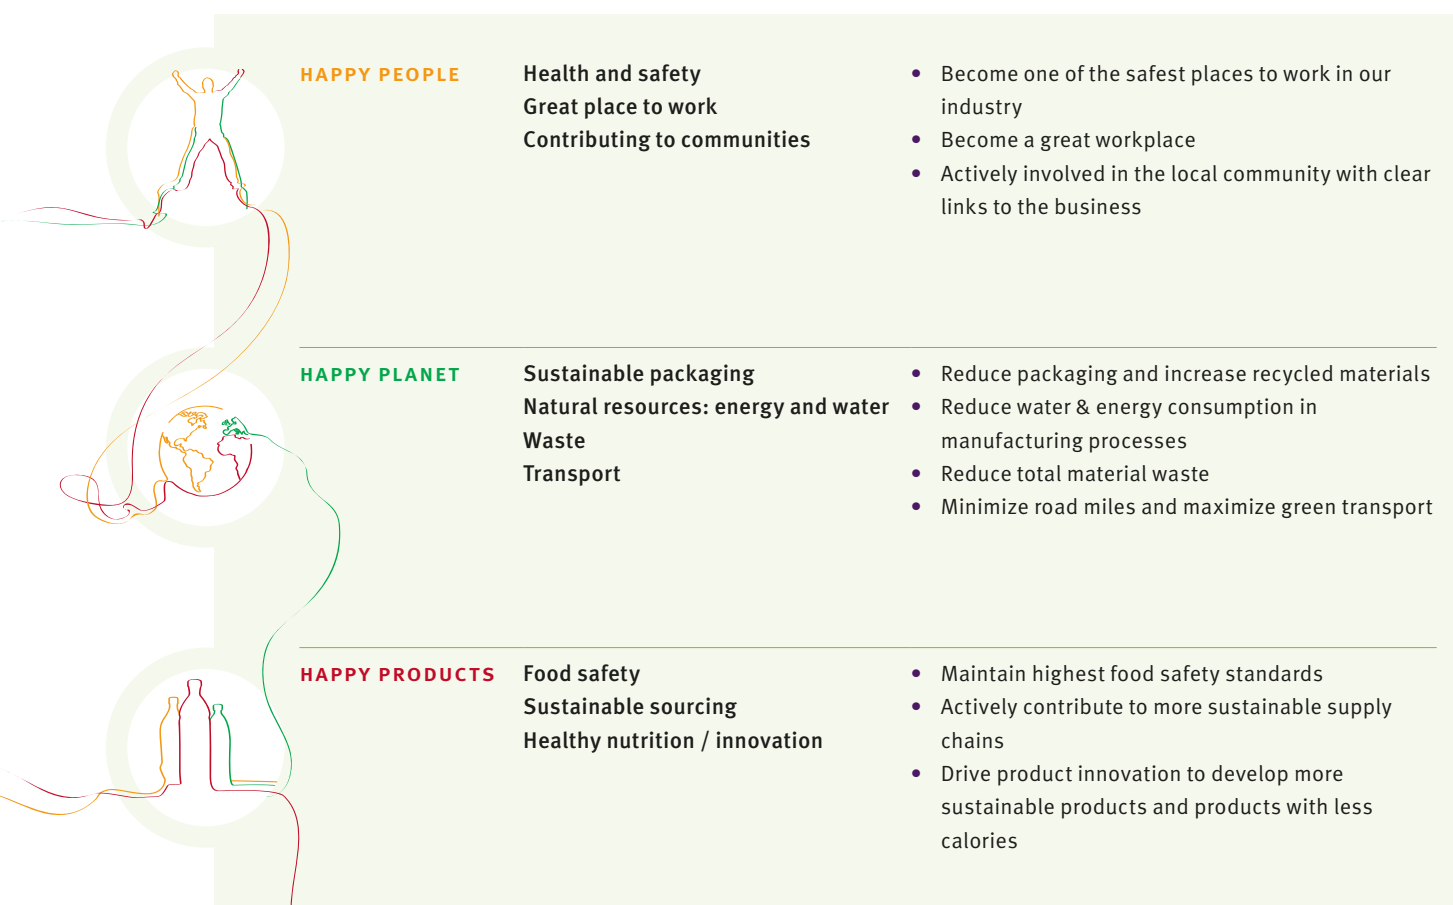 HAPPY PEOPLE
Health and safety
Great place to work
Contributing to communities
• Become one of the safest places to work in our
industry
• Become a great workplace
• Actively involved in the local community with clear
links to the business
HAPPY PLANET
Sustainable packaging
Natural resources: energy and water
Waste
Transport
• Reduce packaging and increase recycled materials
• Reduce water & energy consumption in
manufacturing processes
• Reduce total material waste
• Minimize road miles and maximize green transport
HAPPY PRODUCTS
Food safety
Sustainable sourcing
Healthy nutrition / innovation
• Maintain highest food safety standards
• Actively contribute to more sustainable supply
chains
• Drive product innovation to develop more
sustainable products and products with less
calories